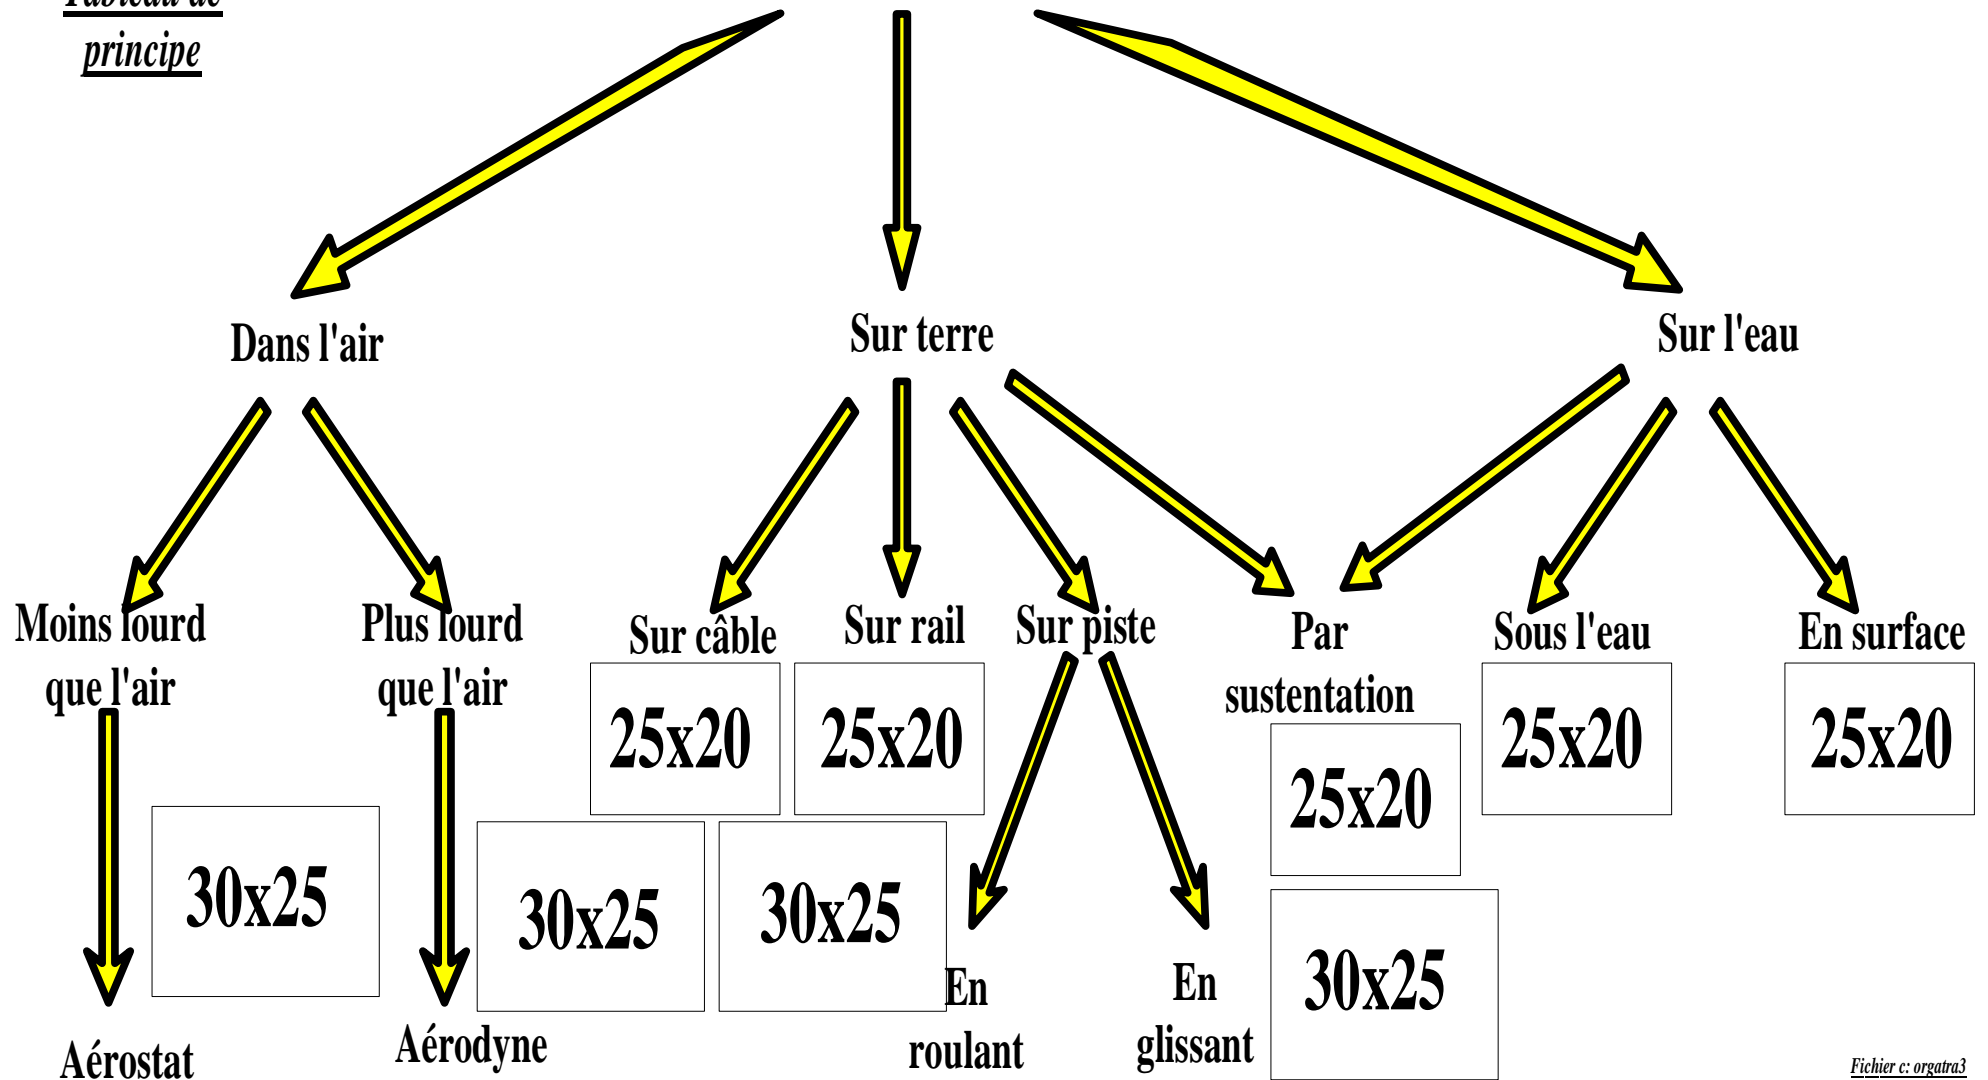 Tableau de
principe
Dans l'air
Sur terre
Sur l'eau
Moins lourd
que l'air
Plus lourd
que l'air
Sur câble
Sur rail
Sur piste
Par
sustentation
Sous l'eau
En surface
25x20
25x20
25x20
25x20
25x20
30x25
30x25
30x25
30x25
Aérostat
Aérodyne
En
roulant
En
glissant
Fichier c: orgatra3